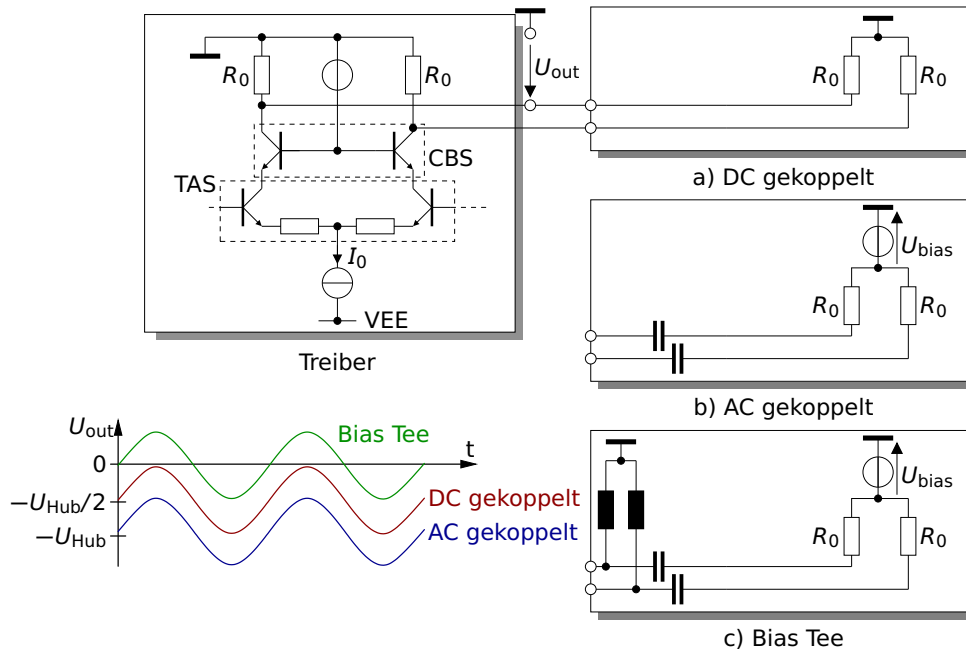 R0
R0
Uout
CBS
TAS
I0
VEE
Treiber
R0
R0
a) DC gekoppelt
Ubias
R0
R0
b) AC gekoppelt
Ubias
R0
R0
c) Bias Tee
Uout
0
−UHub/2
−UHub
t
Bias Tee
DC gekoppelt
AC gekoppelt